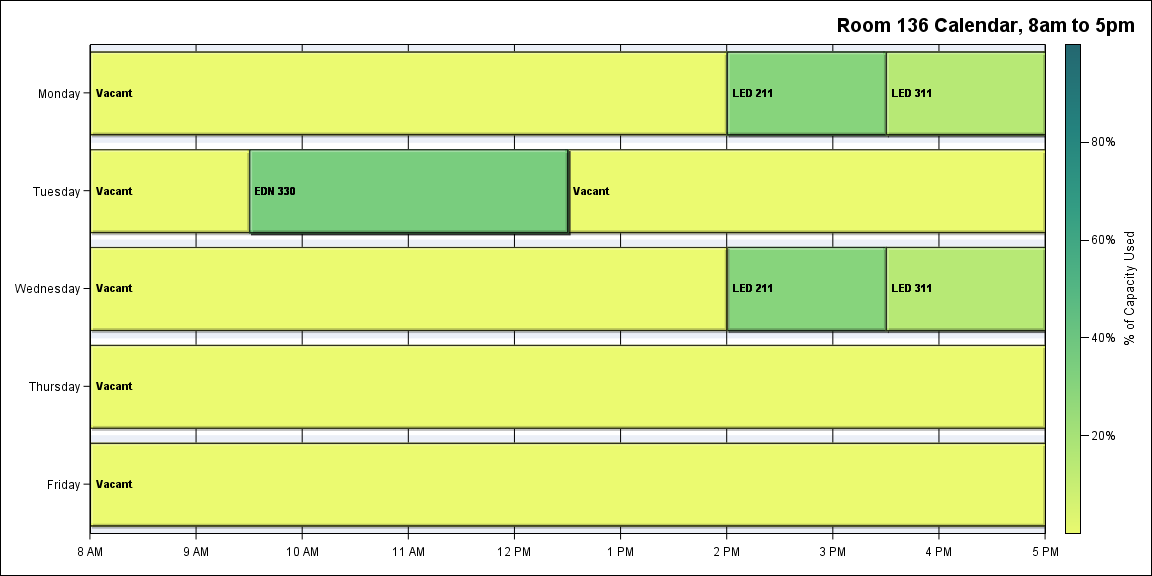 Room 136 Calendar, 8am to 5pm
Monday
Vacant
LED 211
LED 311
Tuesday
Vacant
EDN 330
Vacant
Wednesday
Vacant
LED 211
LED 311
Thursday
Vacant
Friday
Vacant
8 AM
9 AM
10 AM
11 AM
12 PM
1 PM
2 PM
3 PM
4 PM
5 PM
80%
60%
40%
20%
% of Capacity Used